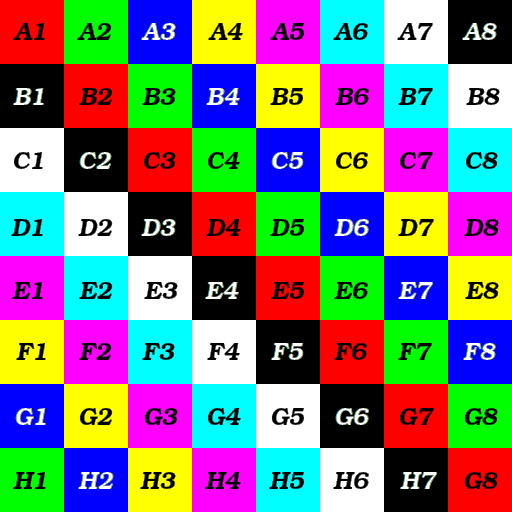 A1 A2 A3 A4 A5 A6 A7 A8
B1 B2 B3 B4 B5 B6 B7 B8
C1 C2 C3 C4 C5 C6 C7 C8
D1 D2 D3 D4 D5 D6 D7 D8
E1 E2 E3 E4 E5 E6 E7 E8
F1 F2 F3 F4 F5 F6 F7 F8
G1 G2 G3 G4 G5 G6 G7 G8
H1 H2 H3 H4 H5 H6 H7 G8